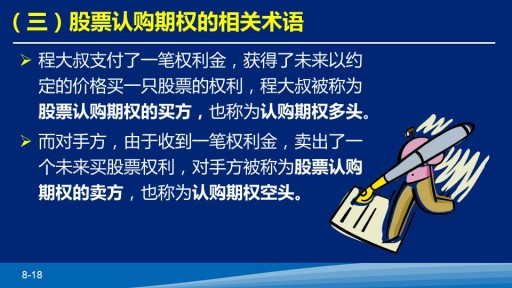 （三）股票认购期权的相关术语
程大叔支付了一笔权利金，获得了未来以约
定的价格买一只股票的权利，程大叔被称为
股票认购期权的买方，也称为认购期权多头。
而对手方，由于收到一笔权利金，卖出了一
个未来买股票权利，对手方被称为股票认购
期权的卖方，也称为认购期权空头。
8-18